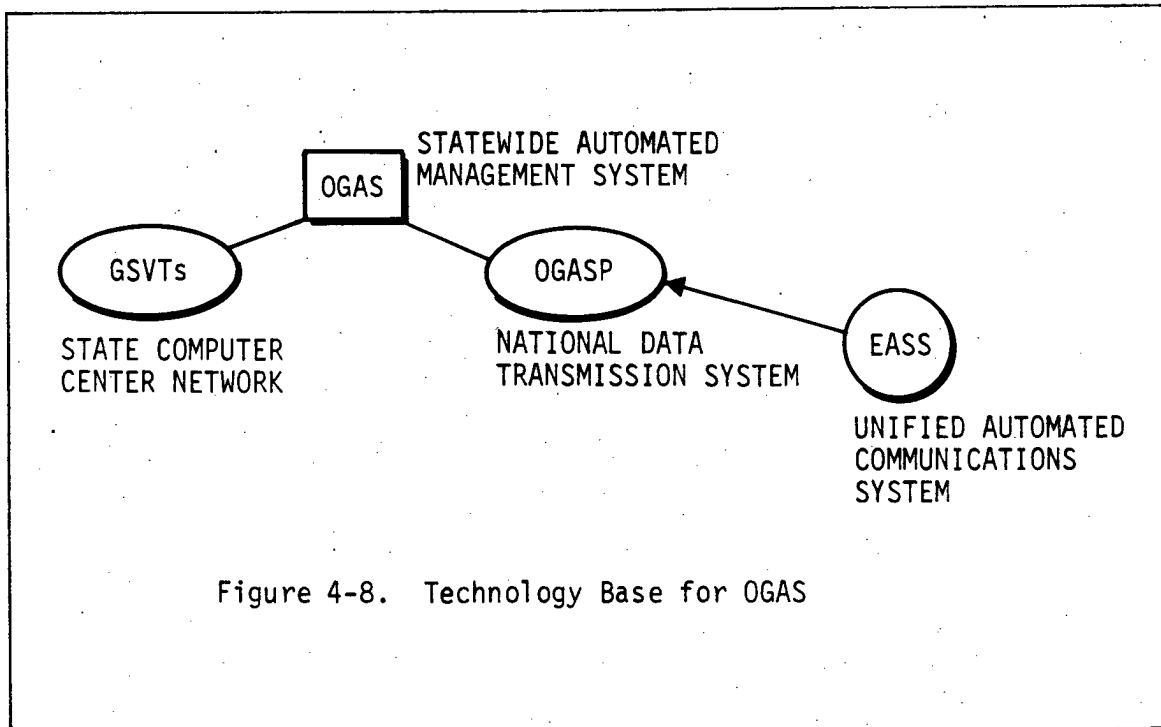 STATEWIDE AUTOMATED
MANAGEMENT SYSTEM
OGAS
GSVTs
STATE COMPUTER
CENTER NETWORK
OGASP
NATIONAL DATA
TRANSMISSION SYSTEM
EASS
UNIFIED AUTOMATED
COMMUNICATIONS
SYSTEM
Figure 4-8. Technology Base for OGAS